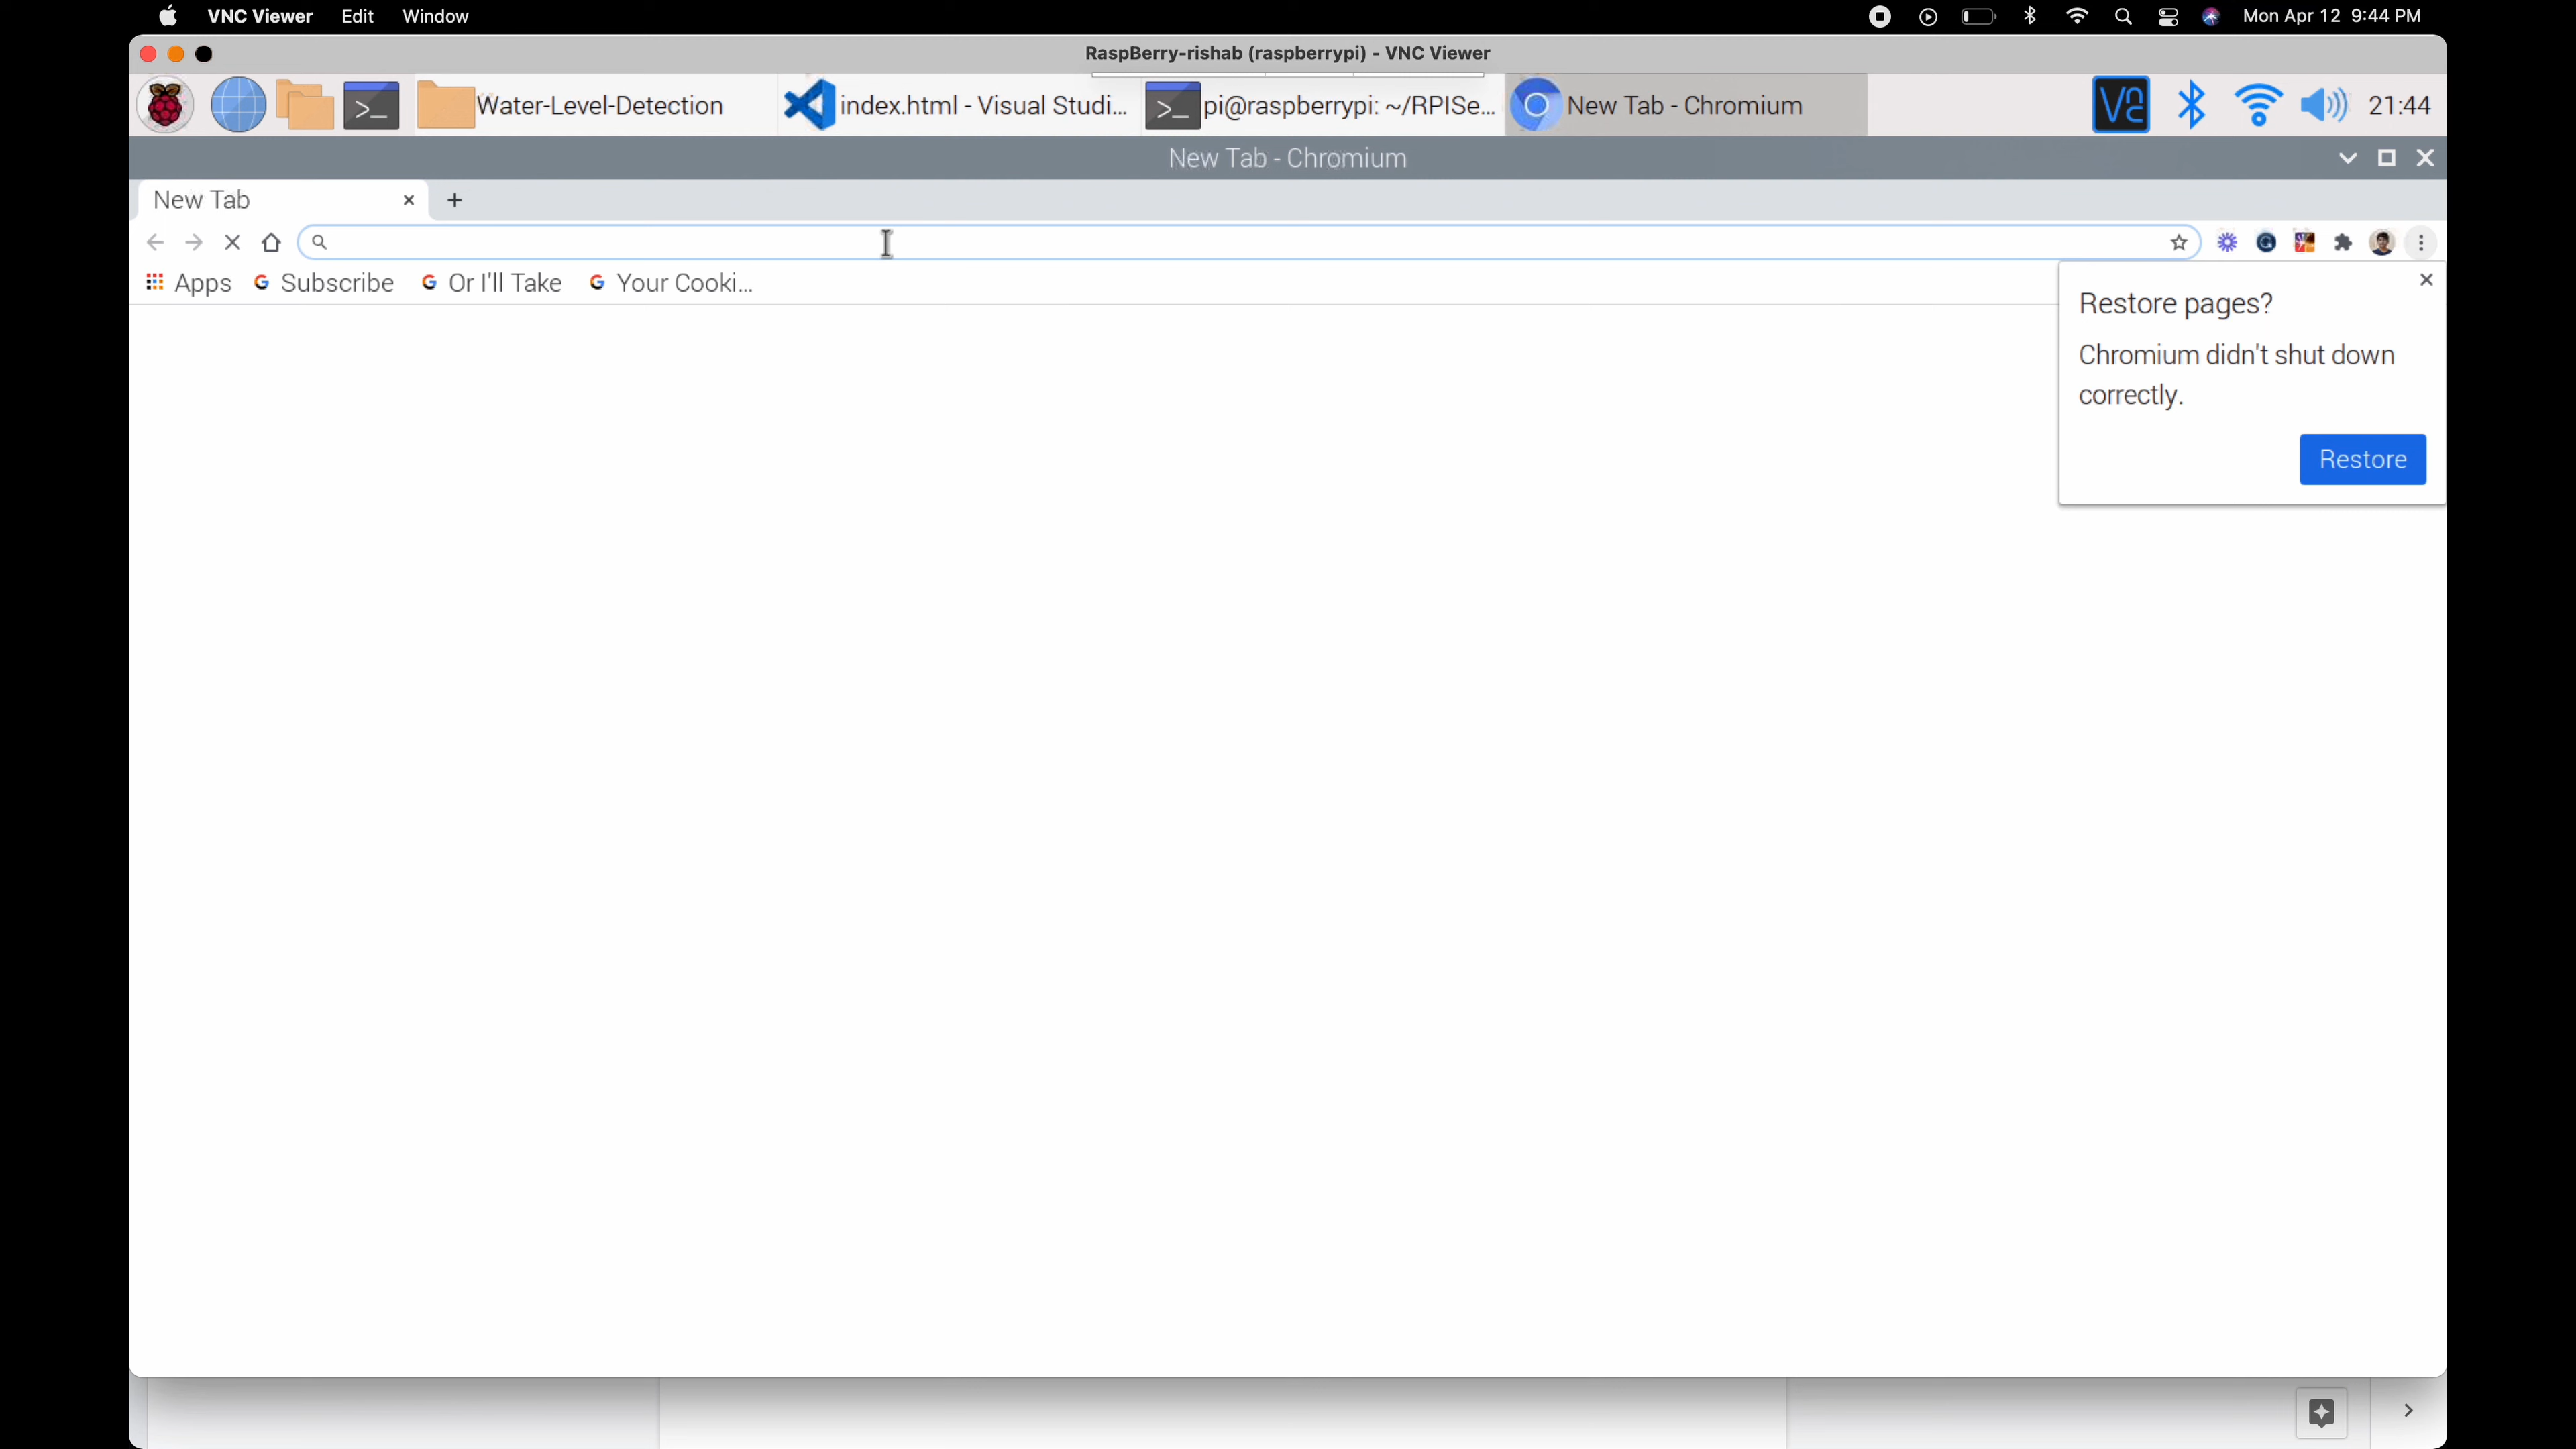 VNC Viewer Edit Window Mon Apr 12 9:44 PM
RaspBerry-rishab (raspberrypi) - VNC Viewer
Water-Level-Detection index.html - Visual Studi... pi@raspberrypi: ~/RPISe... New Tab - Chromium 21:44
New Tab - Chromium
New Tab
Apps Subscribe Or I'll Take Your Cooki...
Restore pages?
Chromium didn't shut down
correctly.
Restore